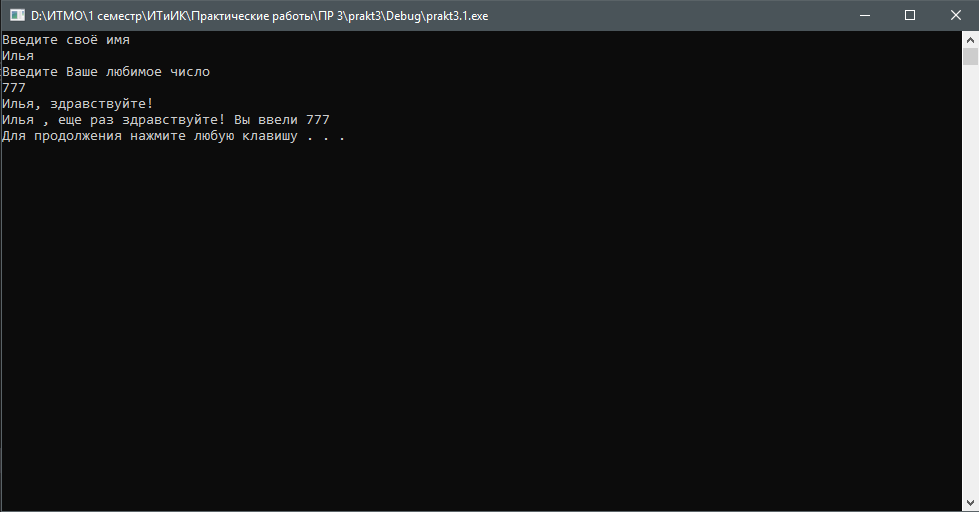 D:\ИТМО\1 семестр\ИТиИК\Практические работы\ПР 3\prakt3\Debug\prakt3.1.exe
Введите своё имя
Илья
Введите Ваше любимое число
777
Илья, здравствуйте!
Илья , еще раз здравствуйте! Вы ввели 777
Для продолжения нажмите любую клавишу . . .